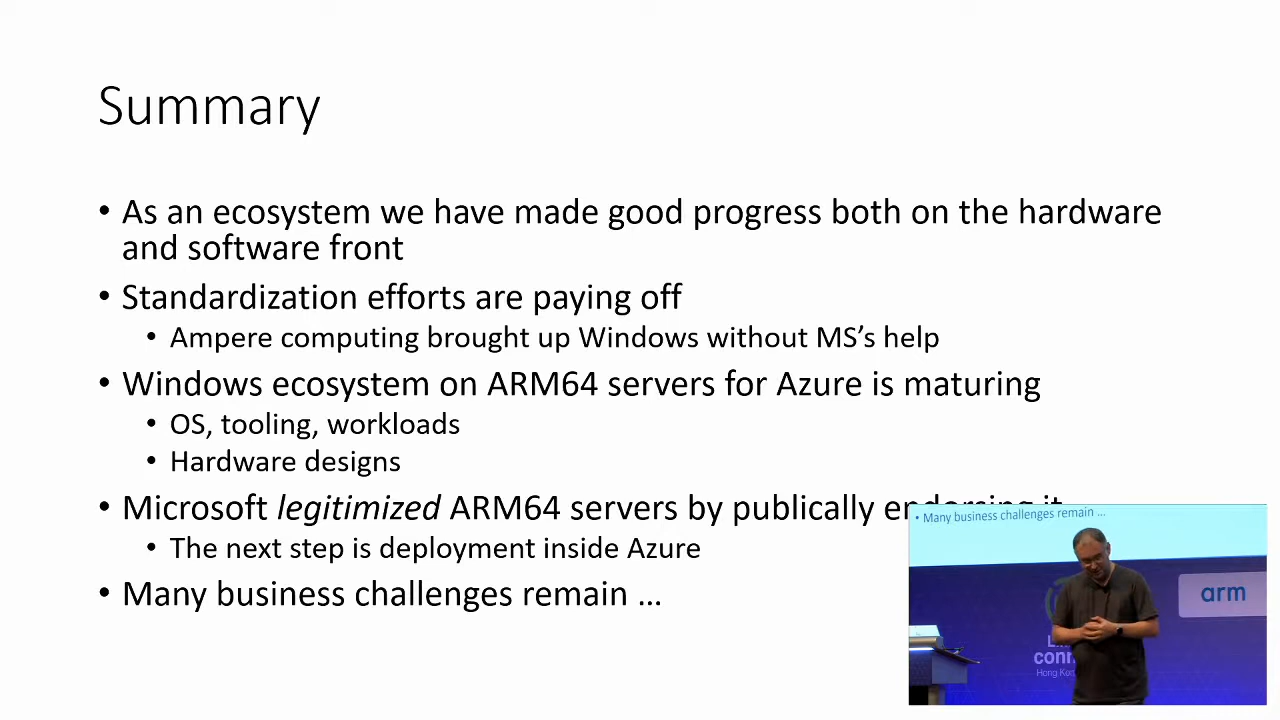 Summary
• As an ecosystem we have made good progress both on the hardware
and software front
• Standardization efforts are paying off
• Ampere computing brought up Windows without MS's help
• Windows ecosystem on ARM64 servers for Azure is maturing
• OS, tooling, workloads
• Hardware designs
• Microsoft legitimized ARM64 servers by publically endorsing it
• The next step is deployment inside Azure
• Many business challenges remain …
• Many business challenges remain ...
arm
Hong Kon